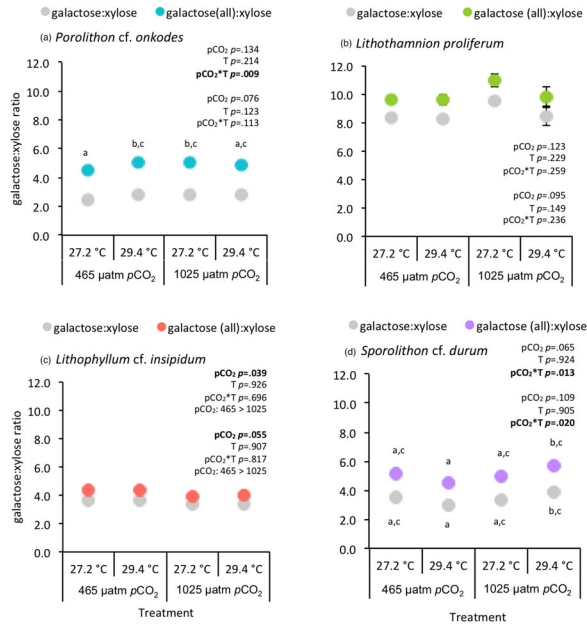 galactose:xylose galactose(all):xylose
(a) Porolithon cf. onkodes
pCO₂ p=.134
T p=.214
pCO₂*T p=.009
pCO₂ p=.076
T p=.123
pCO₂*T p=.113
galactose:xylose ratio
12.0
10.0
8.0
6.0
4.0
2.0
0.0
a b,c b,c a,c
27.2 °C 29.4 °C 27.2 °C 29.4 °C
465 µatm pCO₂ 1025 µatm pCO₂
galactose:xylose galactose (all):xylose
(b) Lithothamnion proliferum
12.0
10.0
8.0
6.0
4.0
2.0
0.0
pCO₂ p=.123
T p=.229
pCO₂*T p=.259
pCO₂ p=.095
T p=.149
pCO₂*T p=.236
27.2 °C 29.4 °C 27.2 °C 29.4 °C
465 µatm pCO₂ 1025 µatm pCO₂
galactose:xylose galactose (all):xylose
(c) Lithophyllum cf. insipidum
pCO₂ p=.039
T p=.926
pCO₂*T p=.696
pCO₂: 465 > 1025
pCO₂ p=.055
T p=.907
pCO₂*T p=.817
pCO₂: 465 > 1025
galactose:xylose ratio
12.0
10.0
8.0
6.0
4.0
2.0
0.0
27.2 °C 29.4 °C 27.2 °C 29.4 °C
465 µatm pCO₂ 1025 µatm pCO₂
Treatment
galactose:xylose galactose (all):xylose
(d) Sporolithon cf. durum
pCO₂ p=.065
T p=.924
pCO₂*T p=.013
pCO₂ p=.109
T p=.905
pCO₂*T p=.020
12.0
10.0
8.0
6.0
4.0
2.0
0.0
a,c a a,c b,c
a,c a a,c b,c
27.2 °C 29.4 °C 27.2 °C 29.4 °C
465 µatm pCO₂ 1025 µatm pCO₂
Treatment